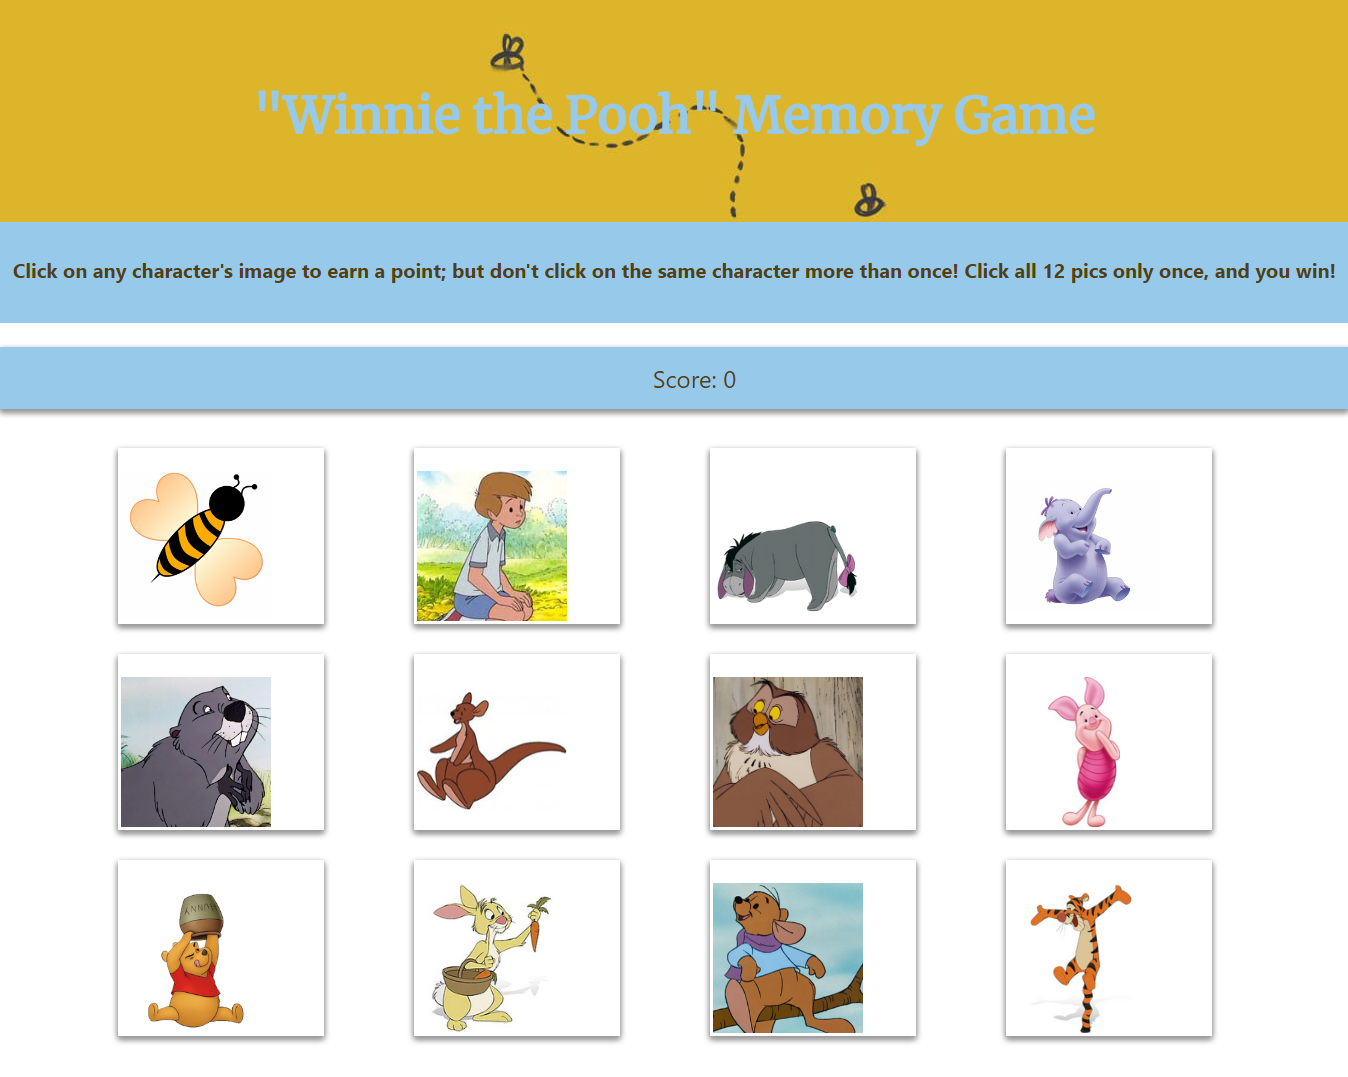 "Winnie the Pooh" Memory Game
Click on any character's image to earn a point; but don't click on the same character more than once! Click all 12 pics only once, and you win!
Score: 0